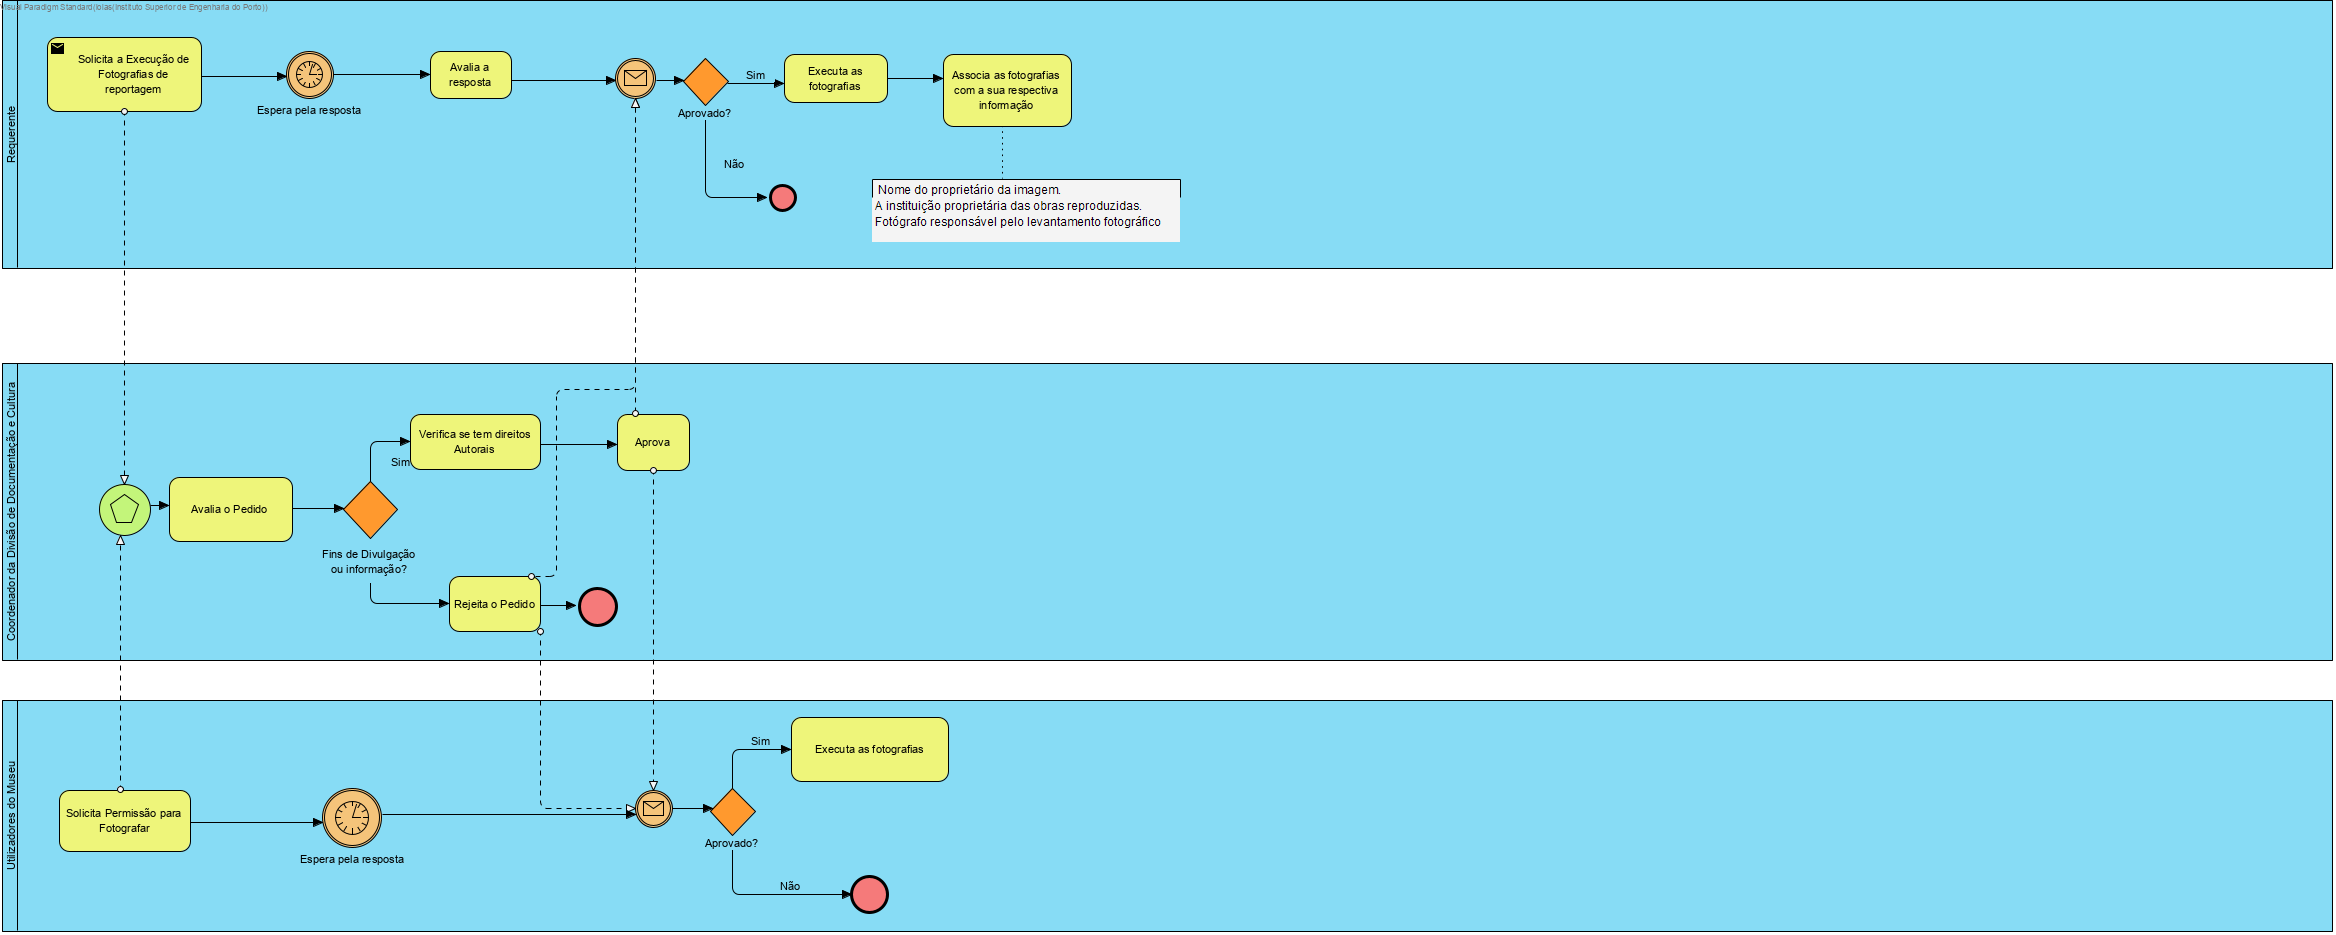 Visual Paradigm Standard(lolas(Instituto Superior de Engenharia do Porto))
Requerente
Solicita a Execução de
Fotografias de
reportagem
Espera pela resposta
Avalia a
resposta
Aprovado?
Sim
Não
Executa as
fotografias
Associa as fotografias
com a sua respectiva
informação
Nome do proprietário da imagem.
A instituição proprietária das obras reproduzidas.
Fotógrafo responsável pelo levantamento fotográfico
Coordenador da Divisão de Documentação e Cultura
Avalia o Pedido
Fins de Divulgação
ou informação?
Sim
Verifica se tem direitos
Autorais
Aprova
Rejeita o Pedido
Utilizadores do Museu
Solicita Permissão para
Fotografar
Espera pela resposta
Aprovado?
Sim
Executa as fotografias
Não